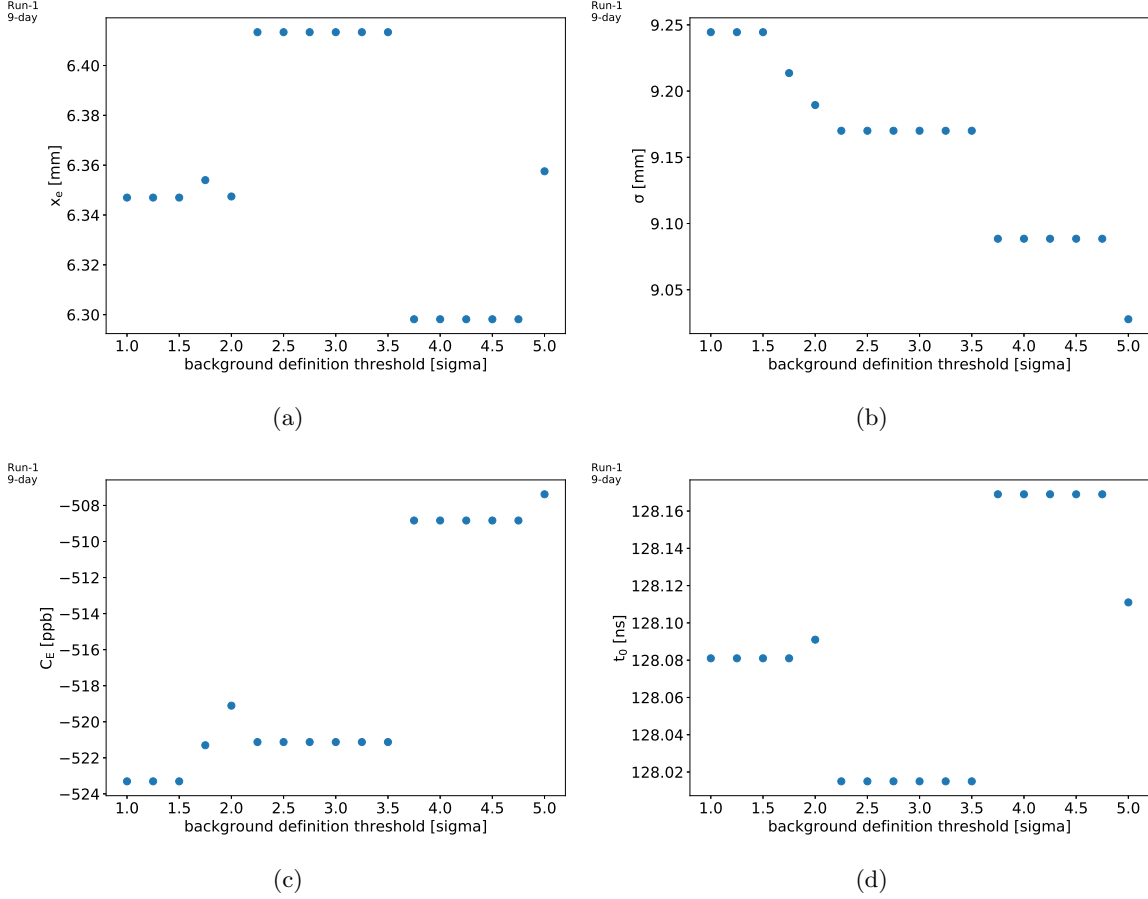 Run-1
9-day
6.40
6.38
6.36
6.34
6.32
6.30
x_e [mm]
1.0 1.5 2.0 2.5 3.0 3.5 4.0 4.5 5.0
background definition threshold [sigma]
(a)
Run-1
9-day
9.25
9.20
9.15
9.10
9.05
σ [mm]
1.0 1.5 2.0 2.5 3.0 3.5 4.0 4.5 5.0
background definition threshold [sigma]
(b)
Run-1
9-day
−508
−510
−512
−514
−516
−518
−520
−522
−524
C_E [ppb]
1.0 1.5 2.0 2.5 3.0 3.5 4.0 4.5 5.0
background definition threshold [sigma]
(c)
Run-1
9-day
128.16
128.14
128.12
128.10
128.08
128.06
128.04
128.02
t_0 [ns]
1.0 1.5 2.0 2.5 3.0 3.5 4.0 4.5 5.0
background definition threshold [sigma]
(d)